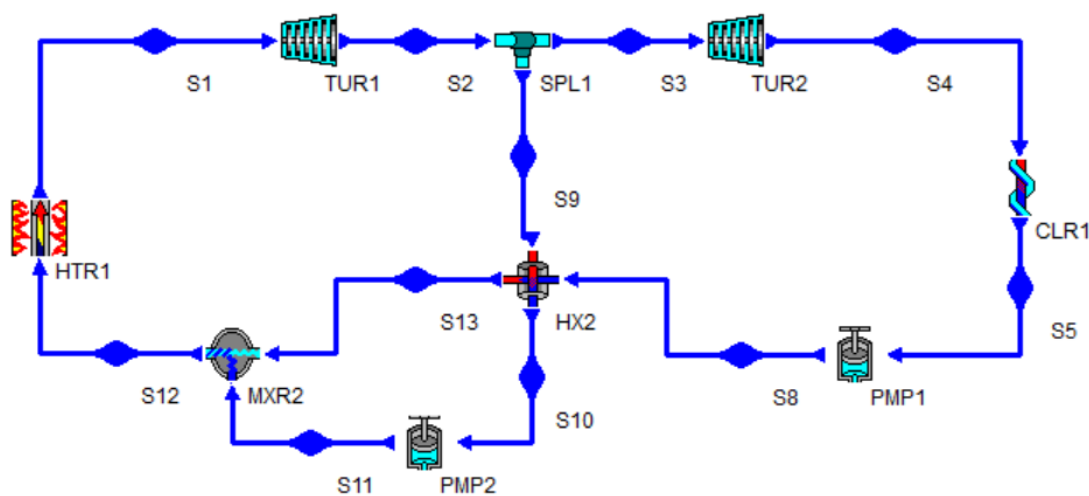 S1
TUR1
S2
SPL1
S3
TUR2
S4
S9
CLR1
HTR1
S13
HX2
S5
S12
MXR2
S10
S8
PMP1
S11
PMP2